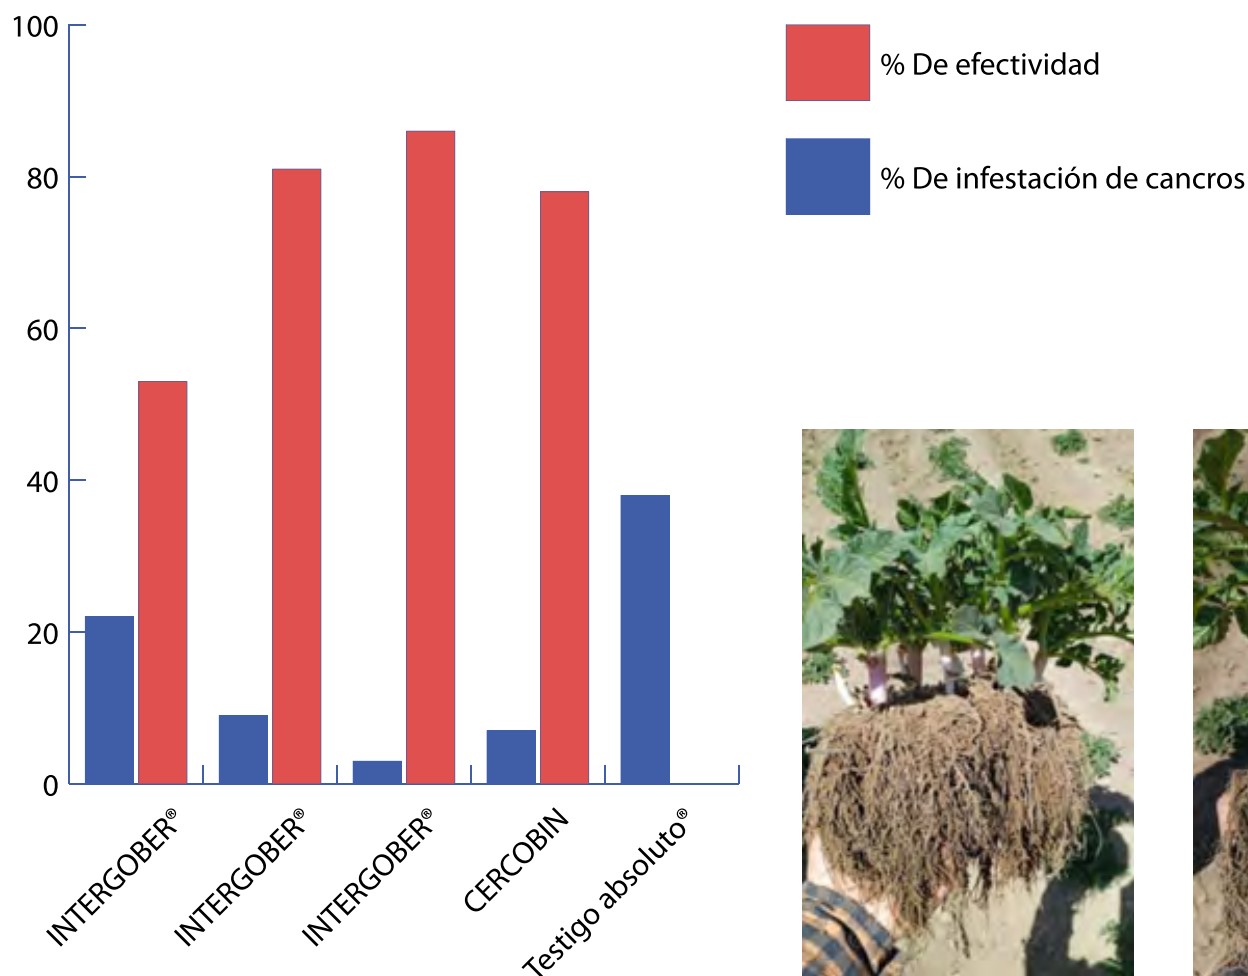 100
80
60
40
20
0
INTERGOBER®
INTERGOBER®
INTERGOBER®
CERCOBIN
Testigo absoluto®
% De efectividad
% De infestación de cancros